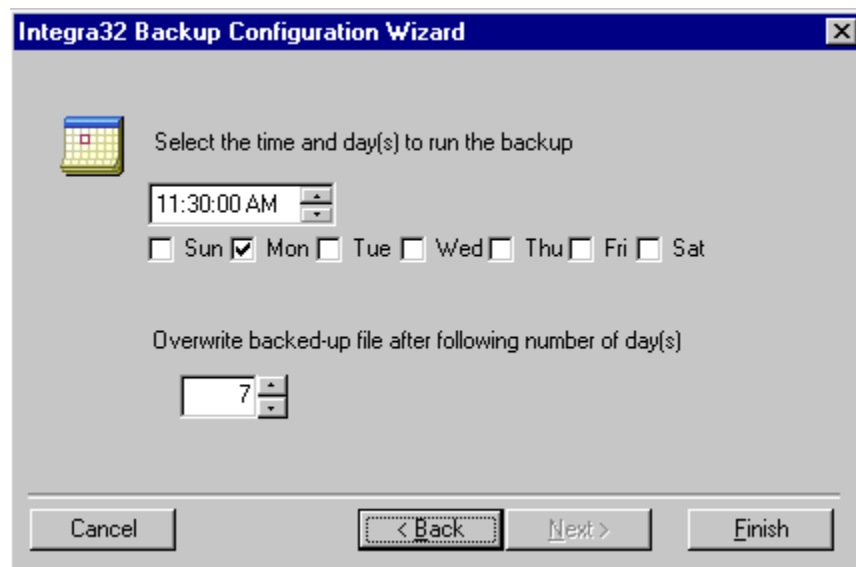 Integra32 Backup Configuration Wizard
Select the time and day(s) to run the backup
11:30:00 AM
Sun Mon Tue Wed Thu Fri Sat
Overwrite backed-up file after following number of day(s)
7
Cancel < Back Next > Finish